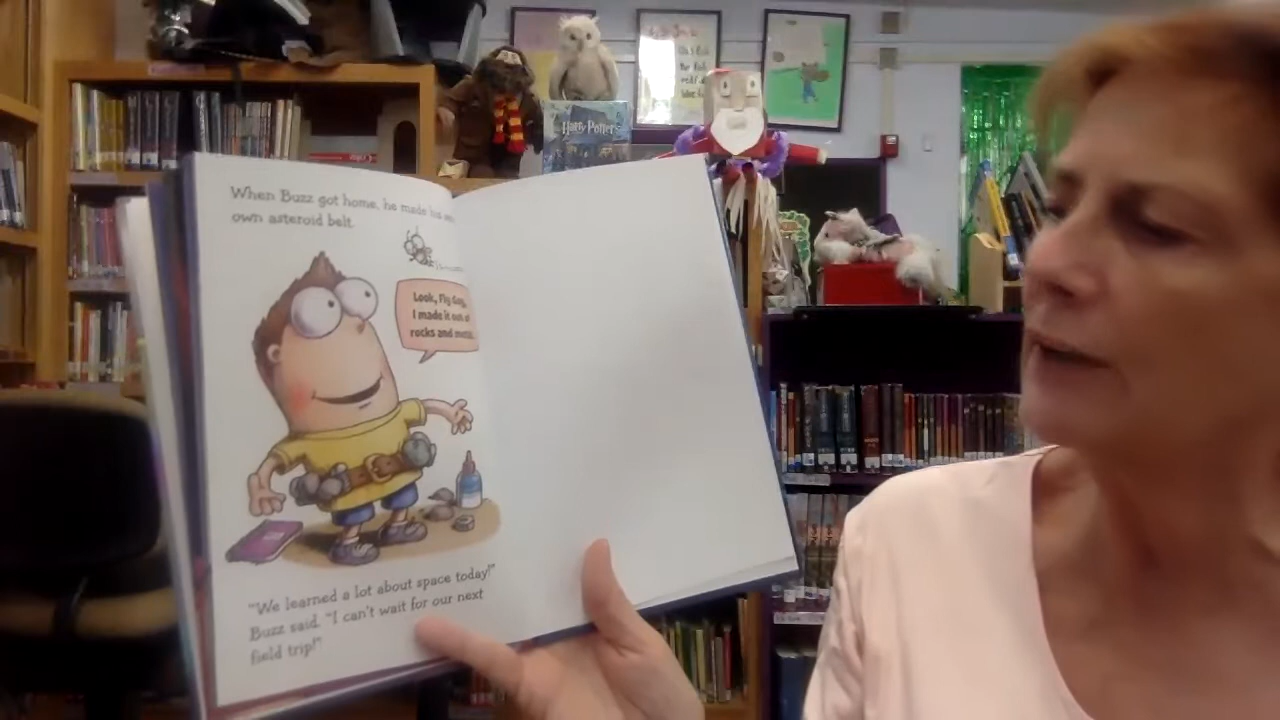 When Buzz got home, he made his
own asteroid belt.
Look, Fly Guy,
I made it out of
rocks and
"We learned a lot about space today!"
Buzz said. "I can't wait for our next
field trip!"
Harry Potter